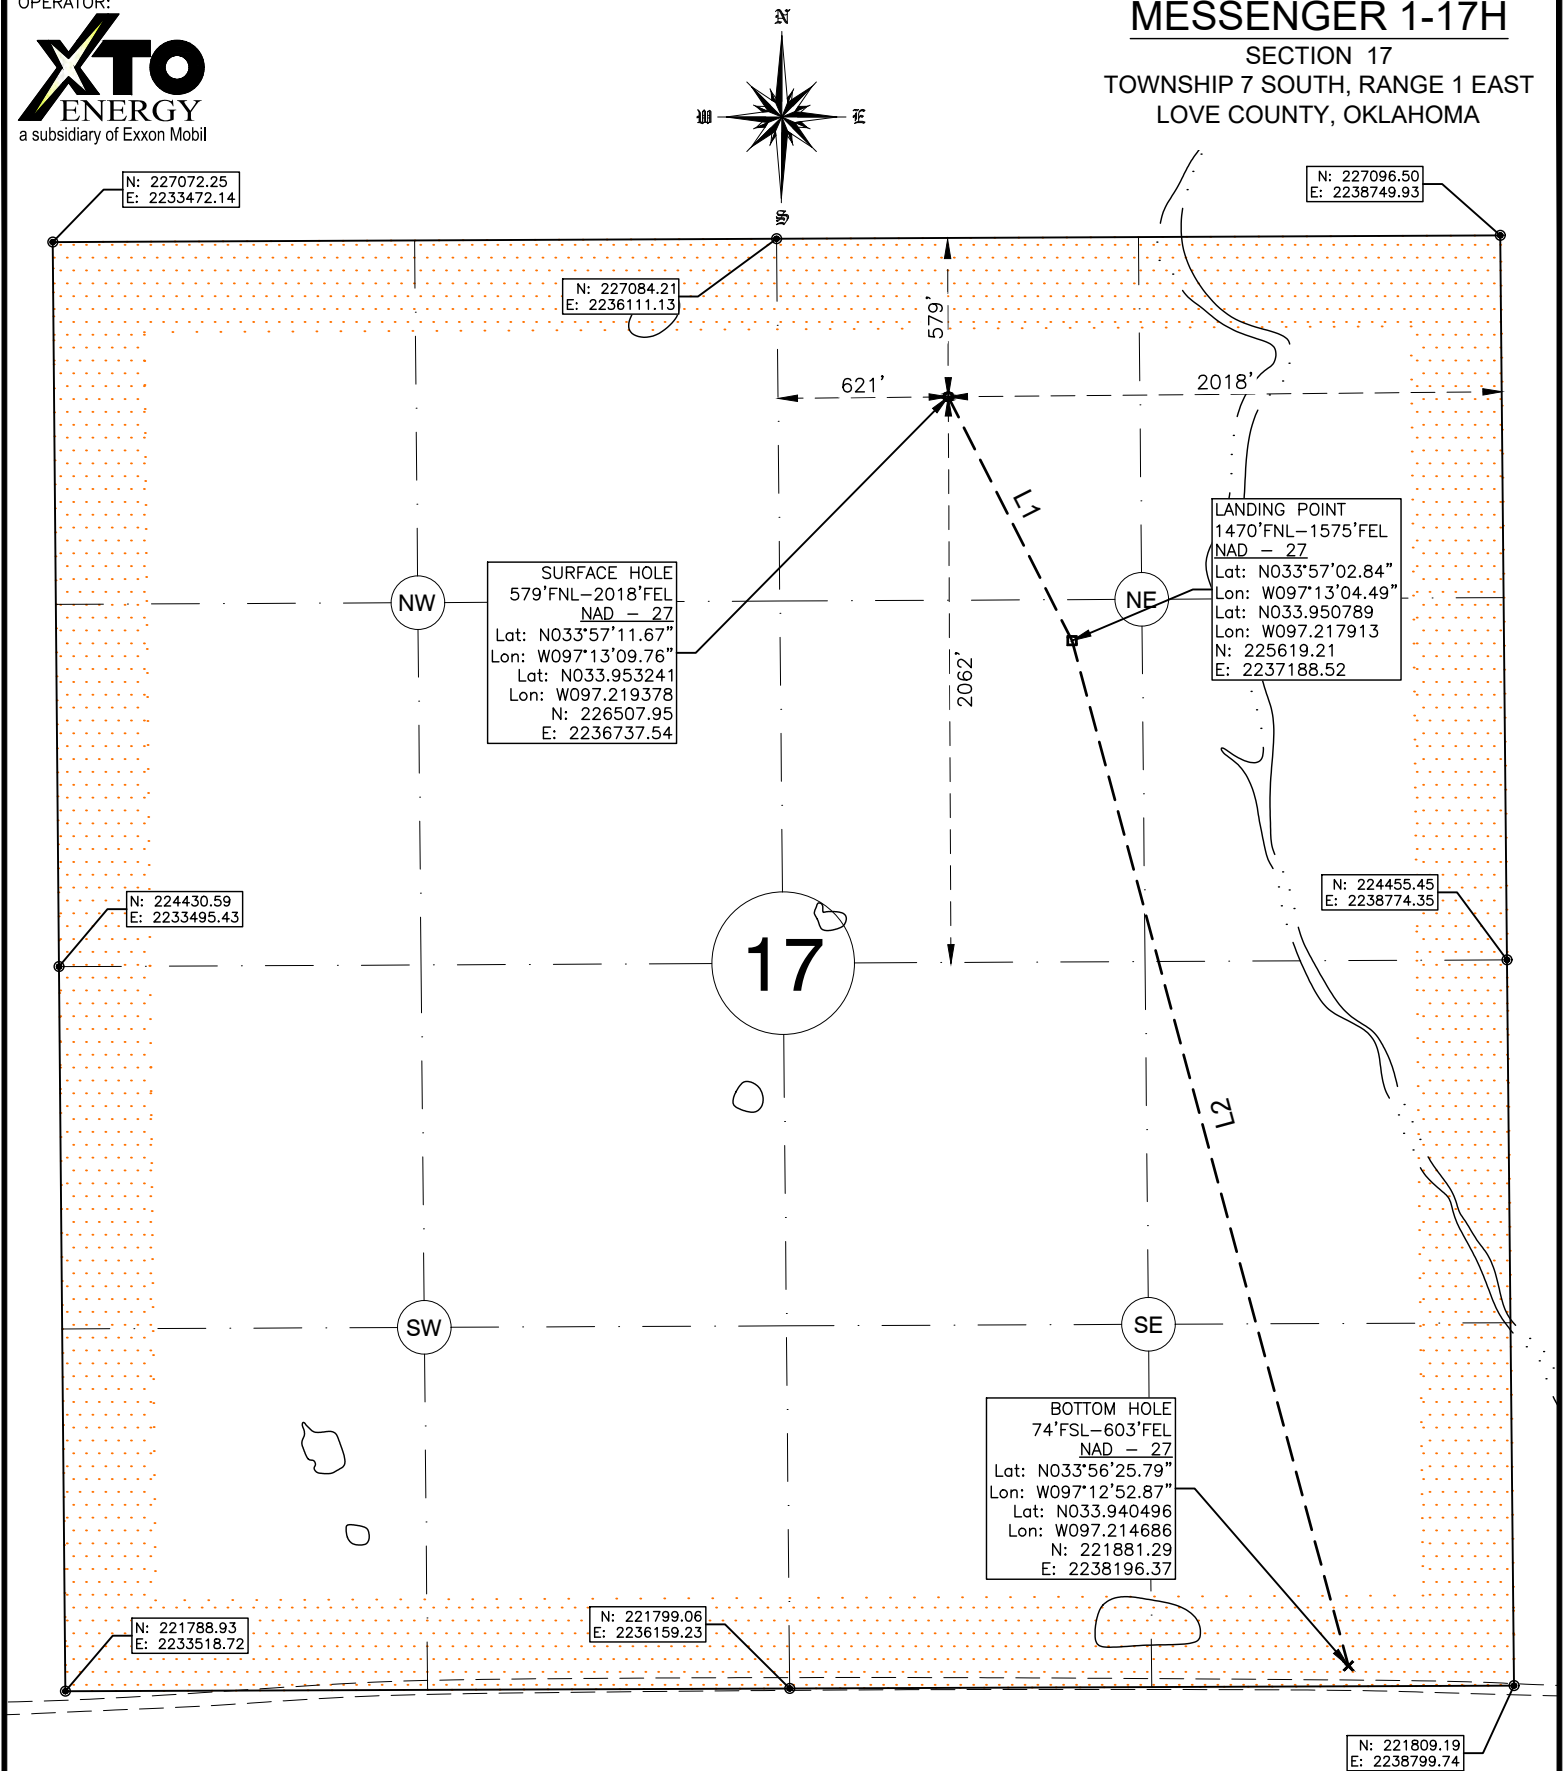 OPERATOR:
XTO
ENERGY
a subsidiary of Exxon Mobil
N
W
E
S
MESSENGER 1-17H
SECTION 17
TOWNSHIP 7 SOUTH, RANGE 1 EAST
LOVE COUNTY, OKLAHOMA
N: 227072.25
E: 2233472.14
N: 227096.50
E: 2238749.93
N: 227084.21
E: 2236111.13
579'
621'
2018'
L1
LANDING POINT
1470'FNL-1575'FEL
NAD - 27
Lat: N033°57'02.84"
Lon: W097°13'04.49"
Lat: N033.950789
Lon: W097.217913
N: 225619.21
E: 2237188.52
SURFACE HOLE
579'FNL-2018'FEL
NAD - 27
Lat: N033°57'11.67"
Lon: W097°13'09.76"
Lat: N033.953241
Lon: W097.219378
N: 226507.95
E: 2236737.54
NW
NE
2062'
N: 224430.59
E: 2233495.43
N: 224455.45
E: 2238774.35
17
L2
SW
SE
BOTTOM HOLE
74'FSL-603'FEL
NAD - 27
Lat: N033°56'25.79"
Lon: W097°12'52.87"
Lat: N033.940496
Lon: W097.214686
N: 221881.29
E: 2238196.37
N: 221788.93
E: 2233518.72
N: 221799.06
E: 2236159.23
N: 221809.19
E: 2238799.74